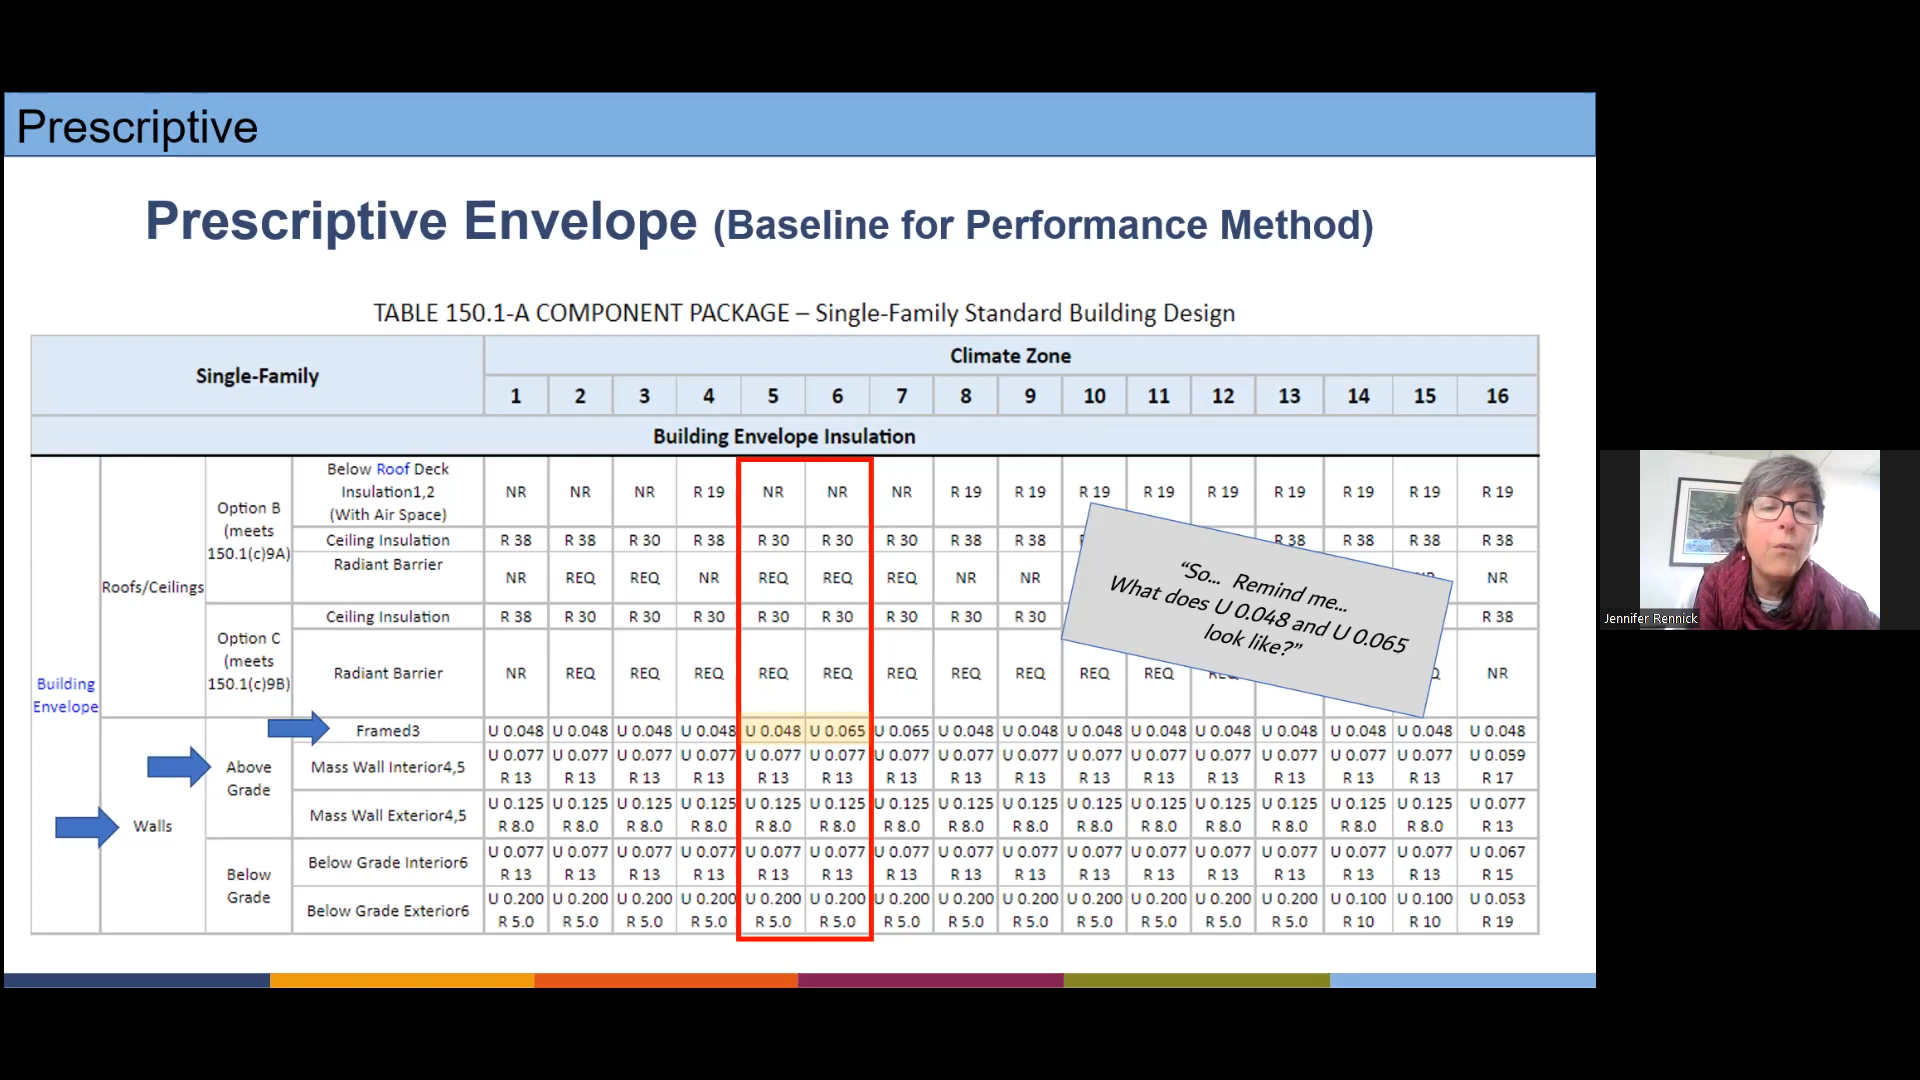 Prescriptive
Prescriptive Envelope (Baseline for Performance Method)
TABLE 150.1-A COMPONENT PACKAGE – Single-Family Standard Building Design
Single-Family
Climate Zone
1 2 3 4 5 6 7 8 9 10 11 12 13 14 15 16
Building Envelope Insulation
Building
Envelope
Roofs/Ceilings
Option B
(meets
150.1(c)9A)
Below Roof Deck
Insulation1,2
(With Air Space)
NR NR NR R 19 NR NR NR R 19 R 19 R 19 R 19 R 19 R 19 R 19 R 19 R 19
Ceiling Insulation
R 38 R 38 R 30 R 38 R 30 R 30 R 30 R 38 R 38 R 38 R 38 R 38 R 38
Radiant Barrier
NR REQ REQ NR REQ REQ REQ NR NR NR
Option C
(meets
150.1(c)9B)
Ceiling Insulation
R 38 R 30 R 30 R 30 R 30 R 30 R 30 R 30 R 30 R 38
Radiant Barrier
NR REQ REQ REQ REQ REQ REQ REQ REQ REQ REQ NR
"So... Remind me...
What does U 0.048 and U 0.065
look like?"
Walls
Above
Grade
Framed3
U 0.048 U 0.048 U 0.048 U 0.048 U 0.048 U 0.065 U 0.065 U 0.048 U 0.048 U 0.048 U 0.048 U 0.048 U 0.048 U 0.048 U 0.048 U 0.048
Mass Wall Interior4,5
U 0.077 U 0.077 U 0.077 U 0.077 U 0.077 U 0.077 U 0.077 U 0.077 U 0.077 U 0.077 U 0.077 U 0.077 U 0.077 U 0.077 U 0.077 U 0.059
R 13 R 13 R 13 R 13 R 13 R 13 R 13 R 13 R 13 R 13 R 13 R 13 R 13 R 13 R 13 R 17
Mass Wall Exterior4,5
U 0.125 U 0.125 U 0.125 U 0.125 U 0.125 U 0.125 U 0.125 U 0.125 U 0.125 U 0.125 U 0.125 U 0.125 U 0.125 U 0.125 U 0.125 U 0.077
R 8.0 R 8.0 R 8.0 R 8.0 R 8.0 R 8.0 R 8.0 R 8.0 R 8.0 R 8.0 R 8.0 R 8.0 R 8.0 R 8.0 R 8.0 R 13
Below
Grade
Below Grade Interior6
U 0.077 U 0.077 U 0.077 U 0.077 U 0.077 U 0.077 U 0.077 U 0.077 U 0.077 U 0.077 U 0.077 U 0.077 U 0.077 U 0.077 U 0.077 U 0.067
R 13 R 13 R 13 R 13 R 13 R 13 R 13 R 13 R 13 R 13 R 13 R 13 R 13 R 13 R 13 R 15
Below Grade Exterior6
U 0.200 U 0.200 U 0.200 U 0.200 U 0.200 U 0.200 U 0.200 U 0.200 U 0.200 U 0.200 U 0.200 U 0.200 U 0.200 U 0.100 U 0.100 U 0.053
R 5.0 R 5.0 R 5.0 R 5.0 R 5.0 R 5.0 R 5.0 R 5.0 R 5.0 R 5.0 R 5.0 R 5.0 R 5.0 R 10 R 10 R 19
Jennifer Rennick